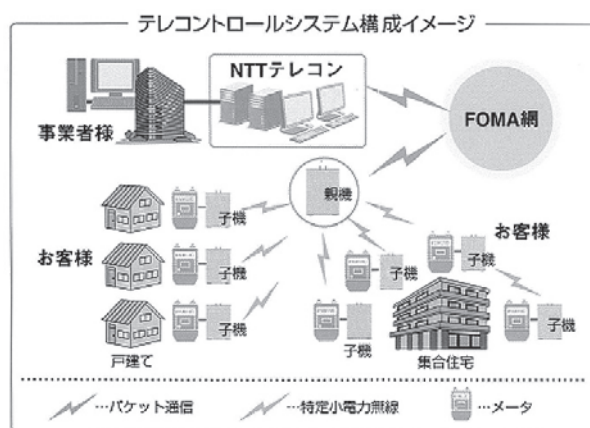 テレコントロールシステム構成イメージ
NTTテレコン
FOMA網
事業者様
親機
子機
お客様
子機
お客様
子機
子機
子機
子機
子機
戸建て
集合住宅
…パケット通信
…特定小電力無線
…メータ